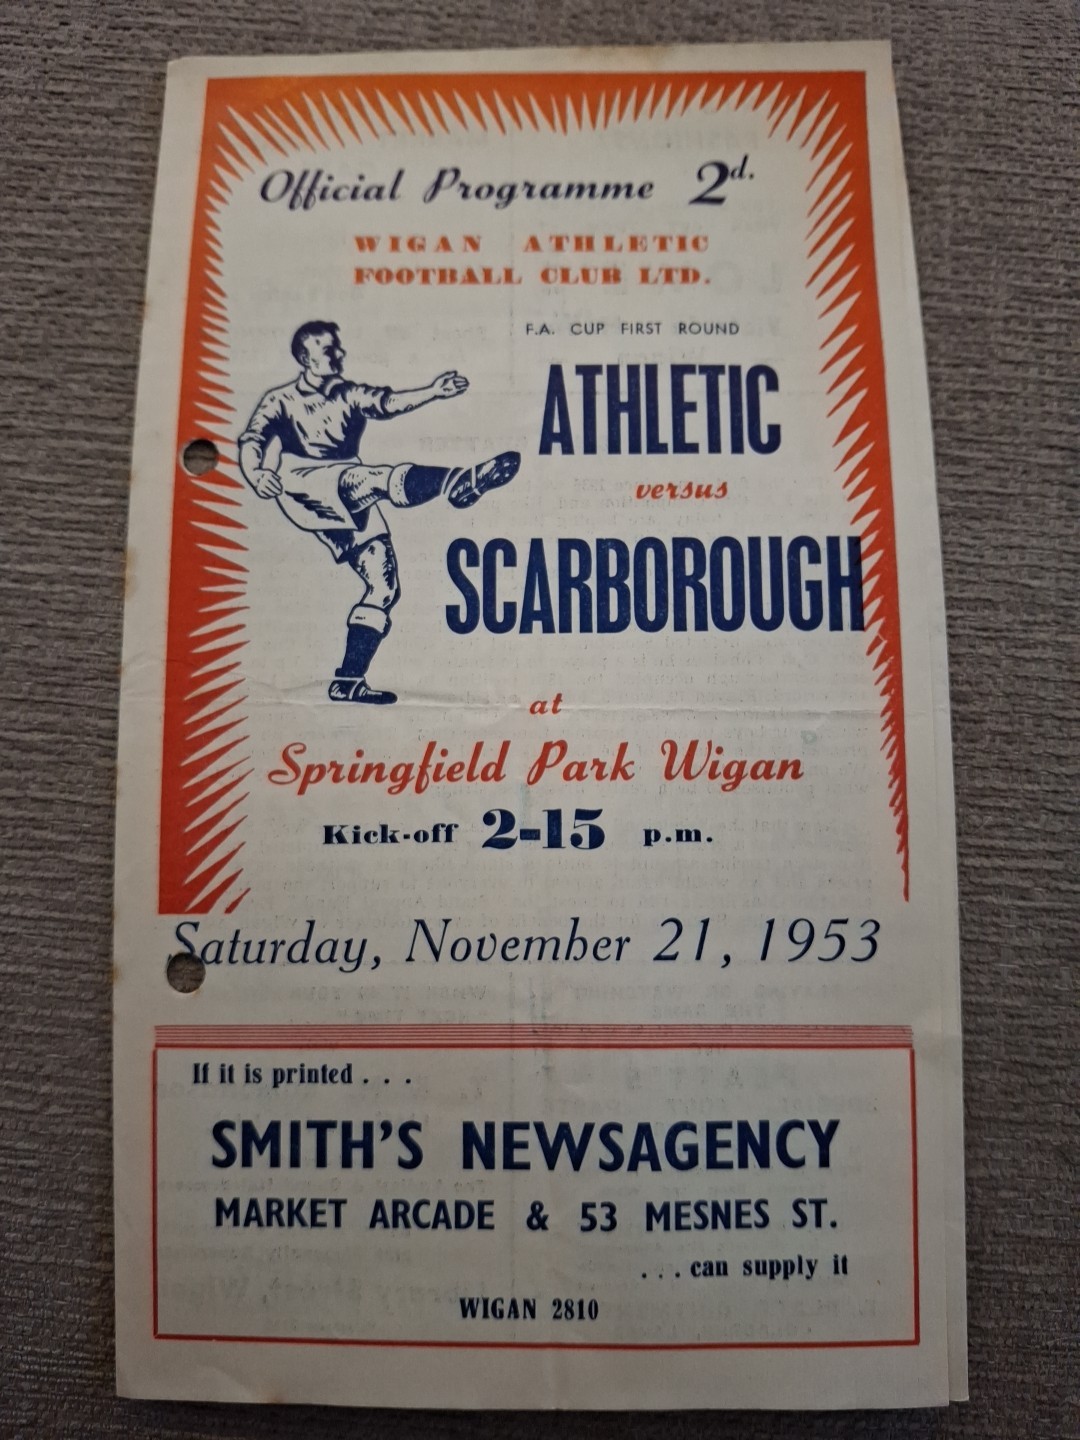 Official Programme 2d.
WIGAN ATHLETIC
FOOTBALL CLUB LTD.
F.A. CUP FIRST ROUND
ATHLETIC
versus
SCARBOROUGH
at
Springfield Park Wigan
Kick-off 2-15 p.m.
Saturday, November 21, 1953
If it is printed . . .
SMITH'S NEWSAGENCY
MARKET ARCADE & 53 MESNES ST.
. . . can supply it
WIGAN 2810